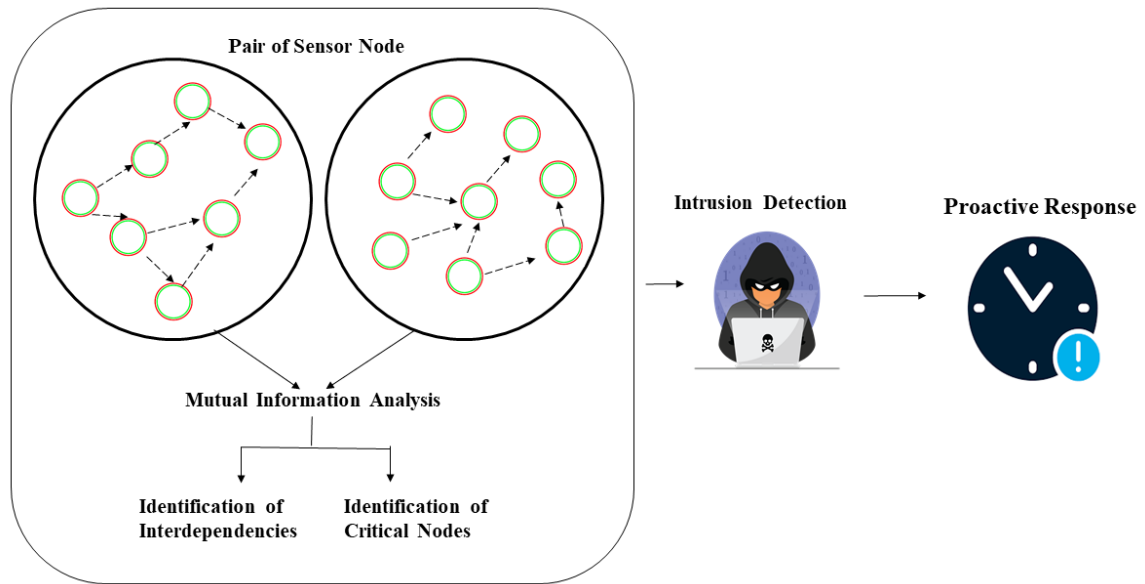 Pair of Sensor Node
Intrusion Detection
Proactive Response
Mutual Information Analysis
Identification of
Interdependencies
Identification of
Critical Nodes